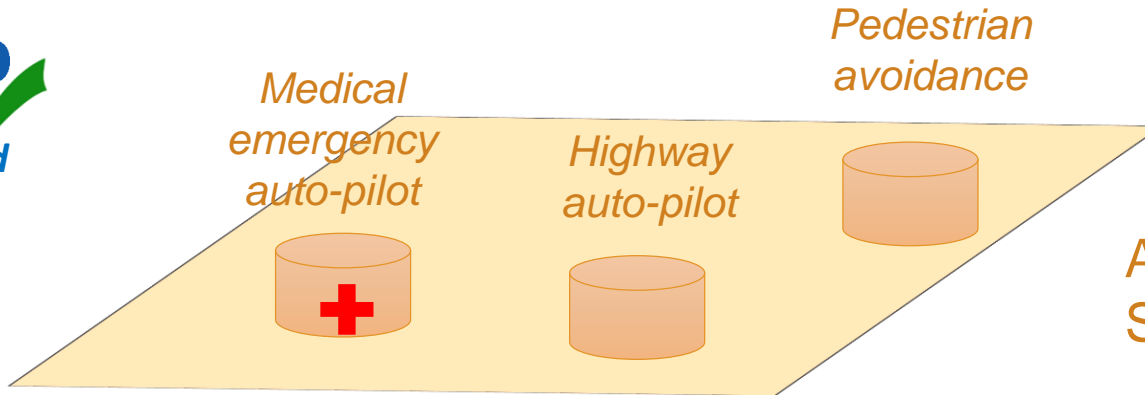 Pedestrian
avoidance
Medical
emergency
auto-pilot
Highway
auto-pilot